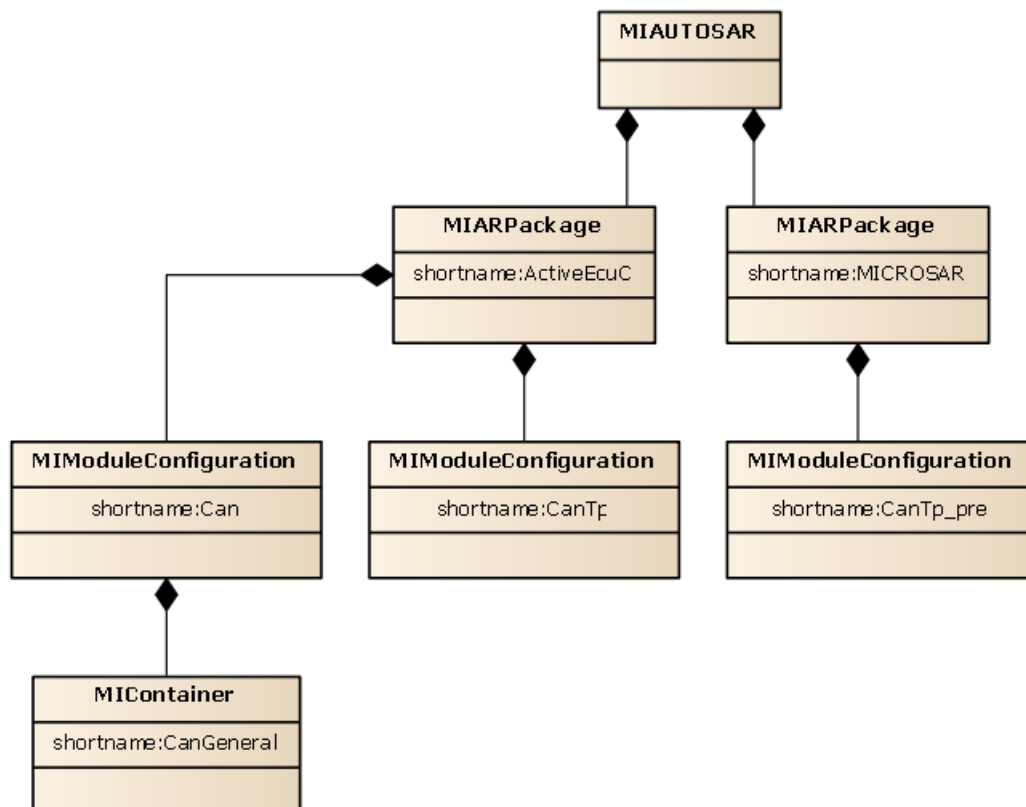 MIAUTOSAR
MIARPackage
shortname:ActiveEcuC
MIARPackage
shortname:MICROSAR
MIModuleConfiguration
shortname:Can
MIModuleConfiguration
shortname:CanTp
MIModuleConfiguration
shortname:CanTp_pre
MIContainer
shortname:CanGeneral